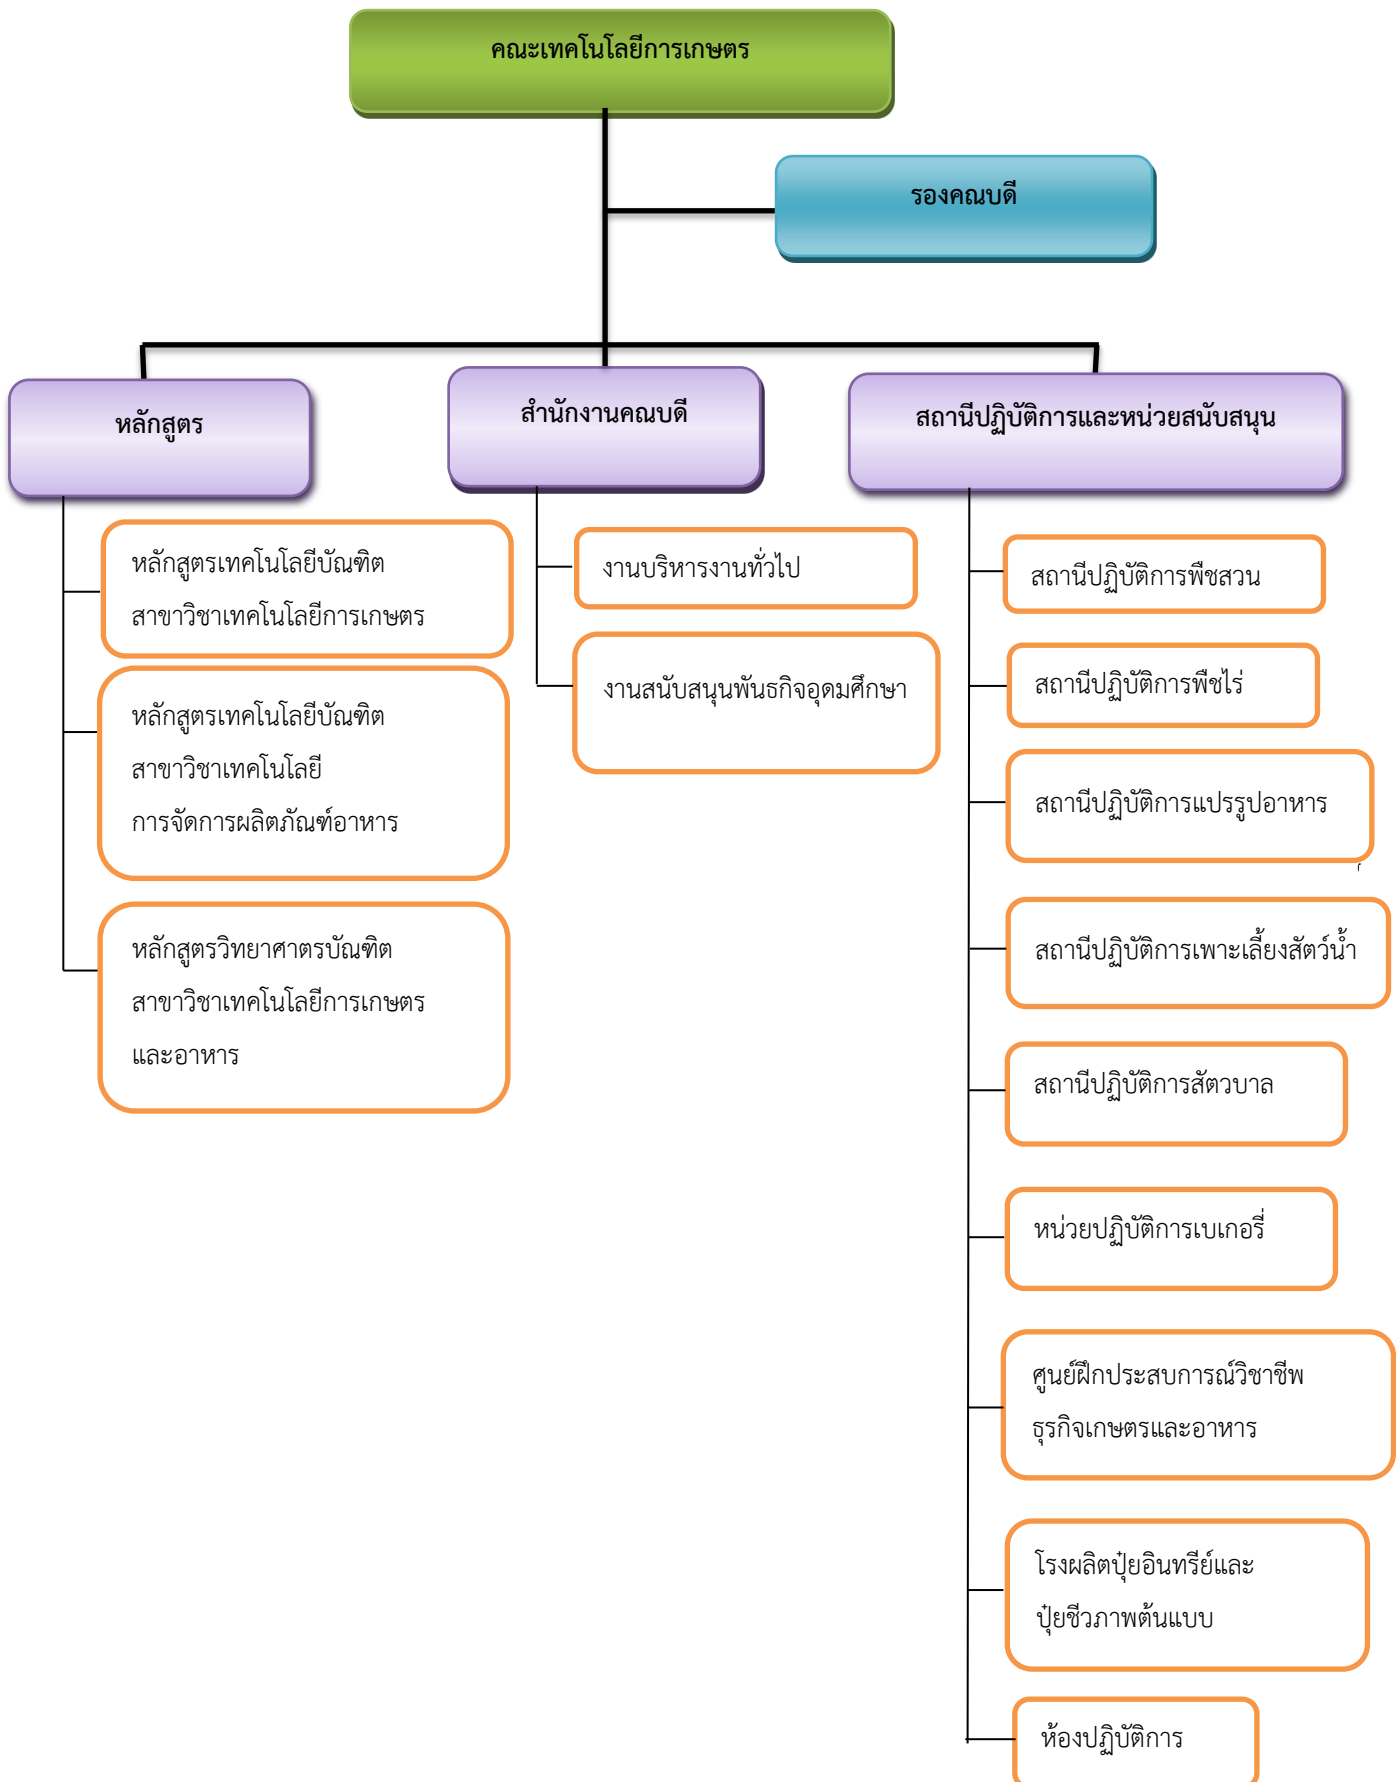 คณะเทคโนโลยีการเกษตร
รองคณบดี
หลักสูตร
หลักสูตรเทคโนโลยีบัณฑิต
สาขาวิชาเทคโนโลยีการเกษตร
หลักสูตรเทคโนโลยีบัณฑิต
สาขาวิชาเทคโนโลยี
การจัดการผลิตภัณฑ์อาหาร
หลักสูตรวิทยาศาตรบัณฑิต
สาขาวิชาเทคโนโลยีการเกษตร
และอาหาร
สำนักงานคณบดี
งานบริหารงานทั่วไป
งานสนับสนุนพันธกิจอุดมศึกษา
สถานีปฏิบัติการและหน่วยสนับสนุน
สถานีปฏิบัติการพืชสวน
สถานีปฏิบัติการพืชไร่
สถานีปฏิบัติการแปรรูปอาหาร
สถานีปฏิบัติการเพาะเลี้ยงสัตว์น้ำ
สถานีปฏิบัติการสัตวบาล
หน่วยปฏิบัติการเบเกอรี่
ศูนย์ฝึกประสบการณ์วิชาชีพ
ธุรกิจเกษตรและอาหาร
โรงผลิตปุ๋ยอินทรีย์และ
ปุ๋ยชีวภาพต้นแบบ
ห้องปฏิบัติการ